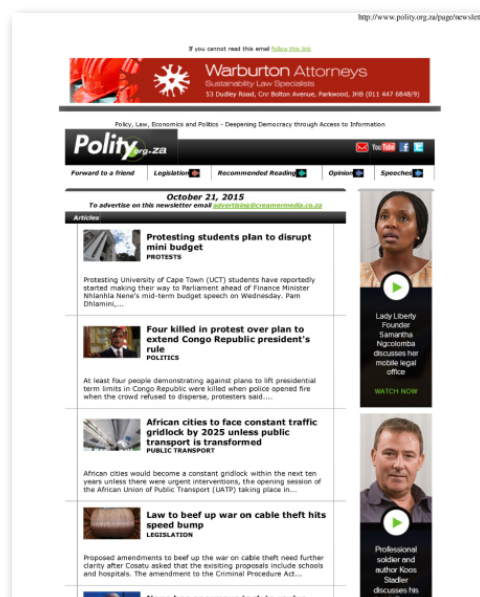 http://www.polity.org.za/page/newslet
If you cannot read this email follow this link
Warburton Attorneys
Sustainability Law Specialists
53 Dudley Road, Cnr Bolton Avenue, Parkwood, JHB (011 447 6848/9)
Policy, Law, Economics and Politics - Deepening Democracy through Access to Information
Polity.org.za
YouTube
Forward to a friend Legislation Recommended Reading Opinion Speeches
October 21, 2015
To advertise on this newsletter email advertising@creamermedia.co.za
Articles
Protesting students plan to disrupt
mini budget
PROTESTS
Protesting University of Cape Town (UCT) students have reportedly
started making their way to Parliament ahead of Finance Minister
Nhlanhla Nene's mid-term budget speech on Wednesday. Pam
Dhlamini,...
Four killed in protest over plan to
extend Congo Republic president's
rule
POLITICS
At least four people demonstrating against plans to lift presidential
term limits in Congo Republic were killed when police opened fire
when the crowd refused to disperse, protesters said....
African cities to face constant traffic
gridlock by 2025 unless public
transport is transformed
PUBLIC TRANSPORT
African cities would become a constant gridlock within the next ten
years unless there were urgent interventions, the opening session of
the African Union of Public Transport (UATP) taking place in...
Law to beef up war on cable theft hits
speed bump
LEGISLATION
Proposed amendments to beef up the war on cable theft need further
clarity after Cosatu asked that the exisiting proposals include schools
and hospitals. The amendment to the Criminal Procedure Act...
Lady Liberty
Founder
Samantha
Ngcolomba
discusses her
mobile legal
office
WATCH NOW
Professional
soldier and
author Koos
Stadler
discusses his